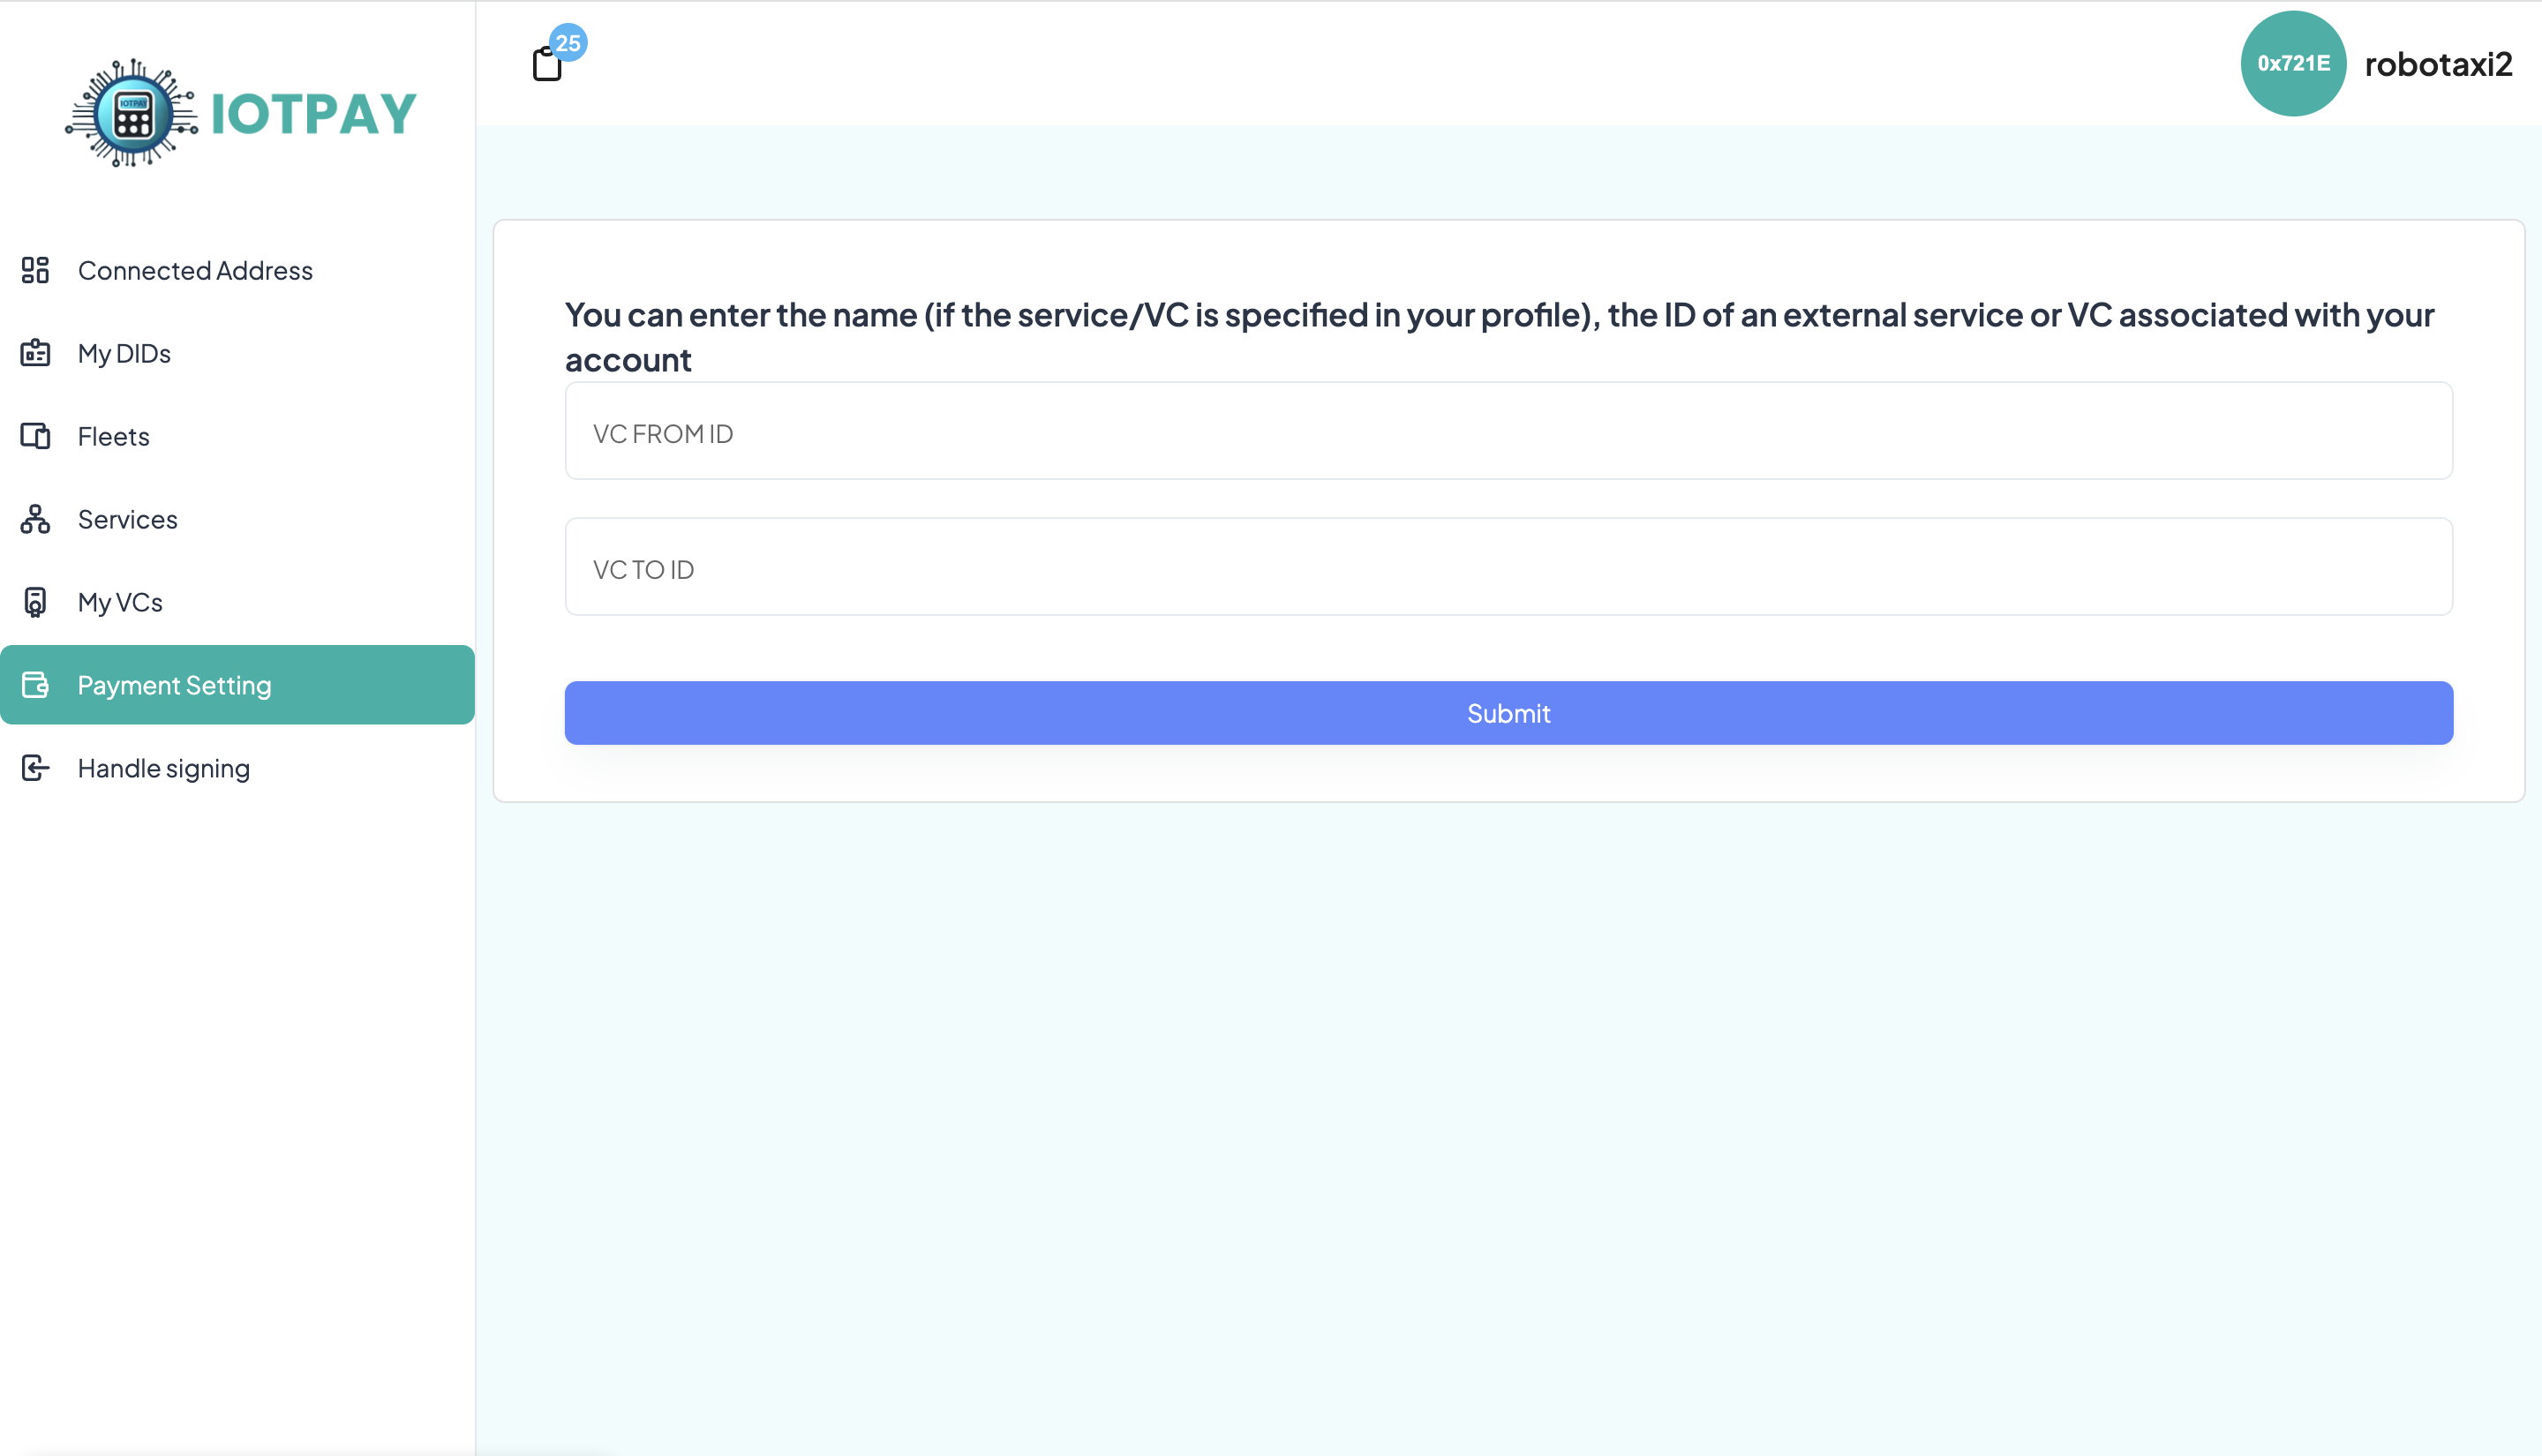 IOTPAY
IOTPAY
25
0x721E
robotaxi2
Connected Address
My DIDs
Fleets
Services
My VCs
Payment Setting
Handle signing
You can enter the name (if the service/VC is specified in your profile), the ID of an external service or VC associated with your
account
VC FROM ID
VC TO ID
Submit